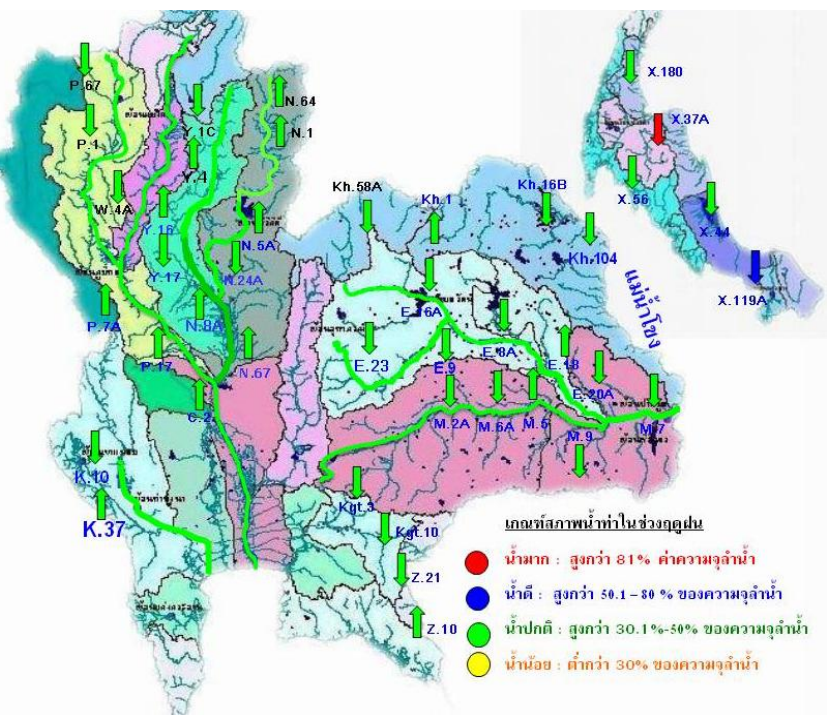 P.67
P.1
W.4A
P.7A
P.17
Y.1C
Y.4
Y.16
Y.17
N.64
N.1
N.5A
N.24A
N.8A
N.67
C.2
K.10
K.37
Kh.58A
Kh.1
Kh.16B
Kh.104
แม่น้ำโขง
E.16A
E.23
E.9
E.8A
E.18
E.20A
M.2A
M.6A
M.5
M.9
M.7
Kgt.3
Kgt.10
Z.21
Z.10
X.180
X.37A
X.56
X.44
X.119A
เกณฑ์สภาพน้ำท่าในช่วงฤดูฝน
น้ำมาก : สูงกว่า 81% ค่าความจุลำน้ำ
น้ำดี : สูงกว่า 50.1 - 80 % ของความจุลำน้ำ
น้ำปกติ : สูงกว่า 30.1%-50% ของความจุลำน้ำ
น้ำน้อย : ต่ำกว่า 30% ของความจุลำน้ำ